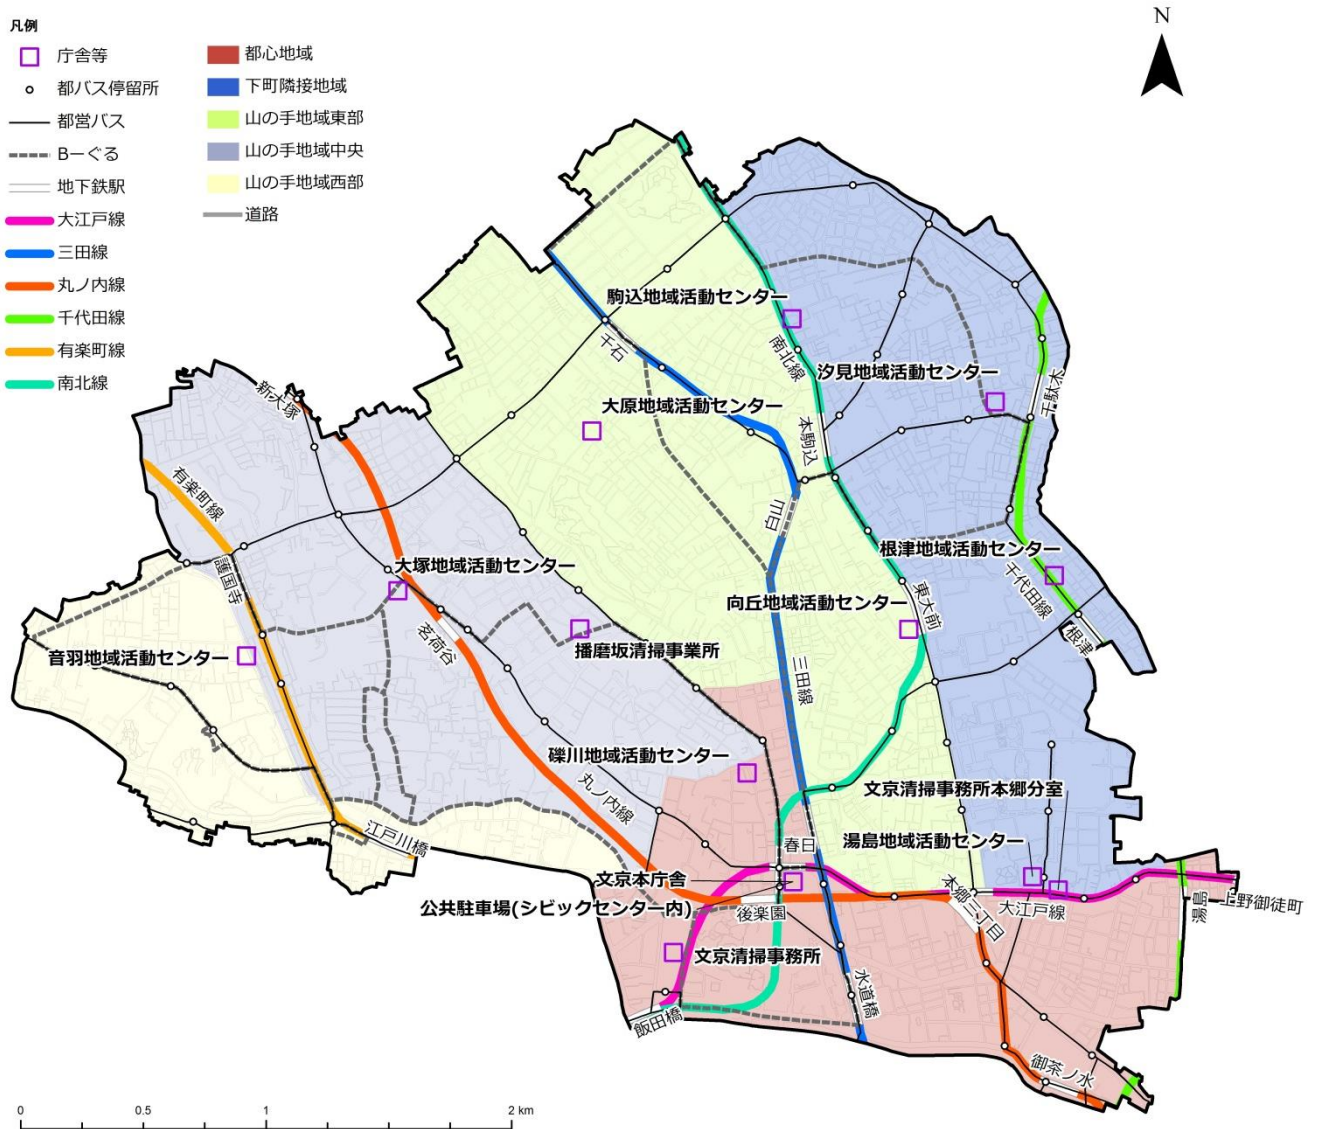 凡例
庁舎等
都バス停留所
都営バス
Bーぐる
地下鉄駅
大江戸線
三田線
丸ノ内線
千代田線
有楽町線
南北線
都心地域
下町隣接地域
山の手地域東部
山の手地域中央
山の手地域西部
道路
N
駒込地域活動センター
千石
南北線
汐見地域活動センター
千駄木
新大塚
大原地域活動センター
本駒込
有楽町線
白山
護国寺
大塚地域活動センター
根津地域活動センター
千代田線
茗荷谷
向丘地域活動センター
東大前
根津
音羽地域活動センター
播磨坂清掃事業所
三田線
礫川地域活動センター
丸ノ内線
文京清掃事務所本郷分室
江戸川橋
春日
湯島地域活動センター
文京本庁舎
本郷三丁目
公共駐車場(シビックセンター内)
後楽園
大江戸線
湯島
上野御徒町
文京清掃事務所
水道橋
飯田橋
御茶ノ水
0
0.5
1
2 km